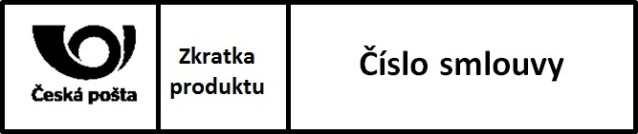 Česká pošta
Zkratka
produktu
Číslo smlouvy